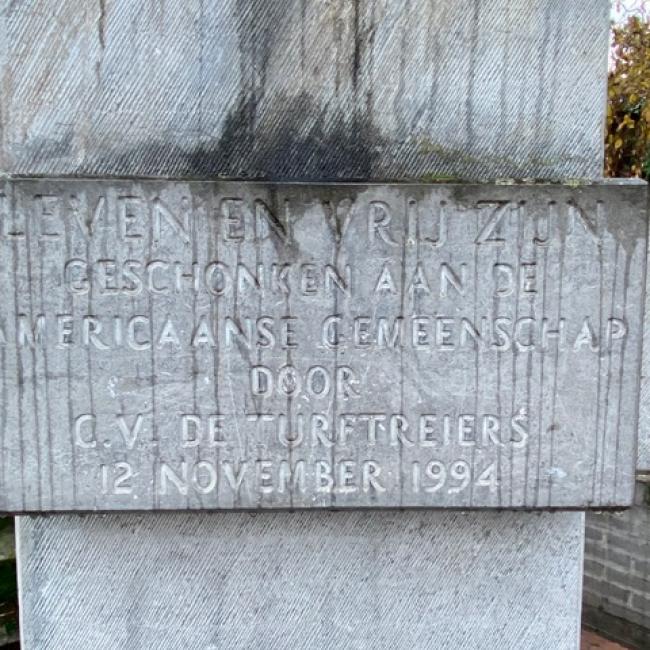 LEVEN EN VRIJ ZIJN
GESCHONKEN AAN DE
AMERICAANSE GEMEENSCHAP
DOOR
C.V. DE TURFTREIERS
12 NOVEMBER 1994